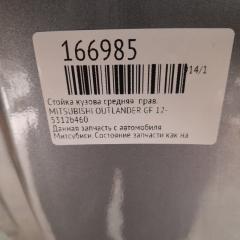 166985
914/1
Стойка кузова средняя прав.
MITSUBISHI OUTLANDER GF 12-
5312b460
Данная запчасть с автомобиля
Митсубиси. Состояние запчасти как на